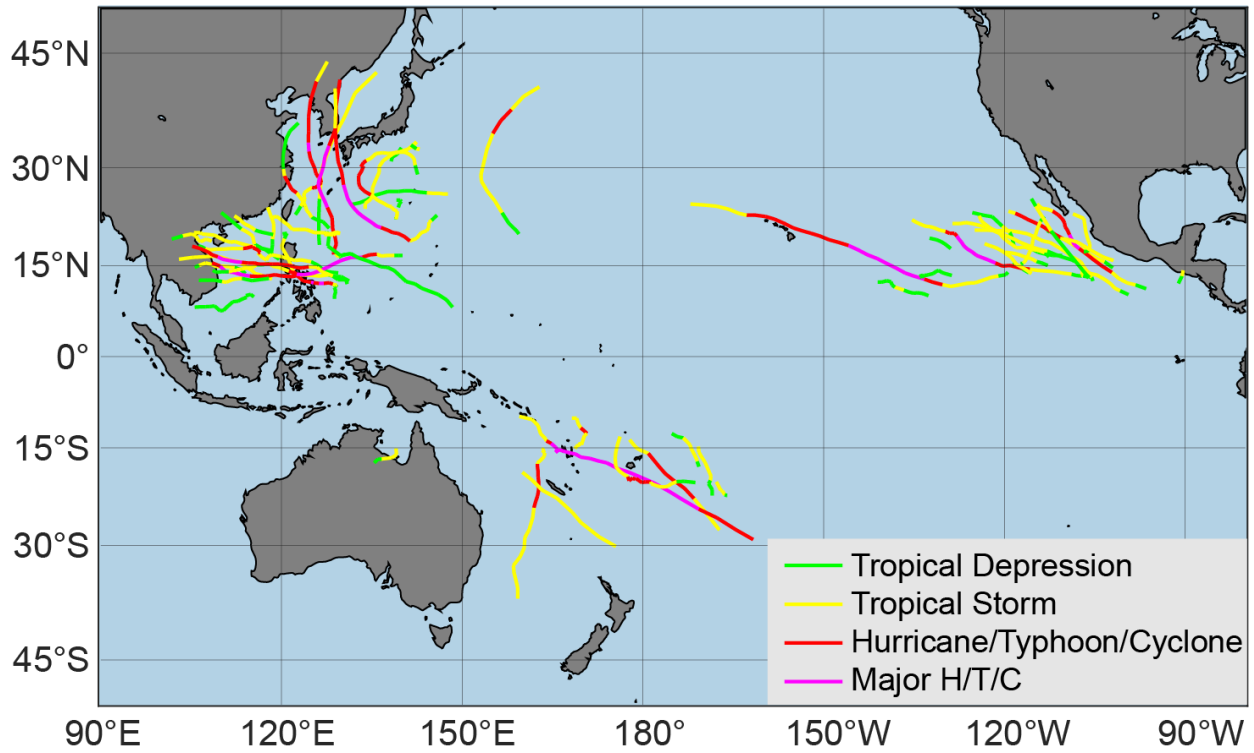 45°N
30°N
15°N
0°
15°S
30°S
45°S
Tropical Depression
Tropical Storm
Hurricane/Typhoon/Cyclone
Major H/T/C
90°E 120°E 150°E 180° 150°W 120°W 90°W